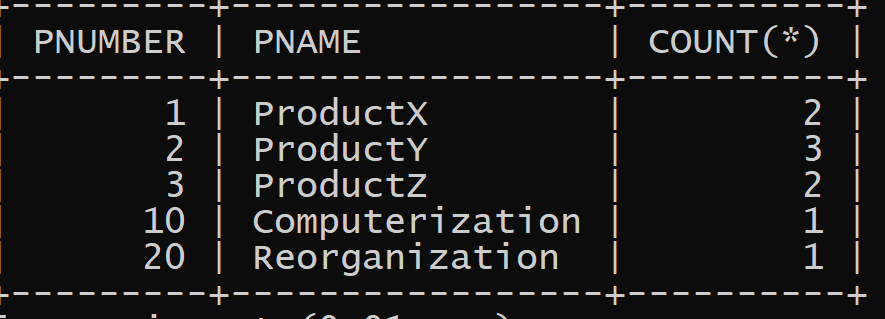 +---------+-----------------+----------+
| PNUMBER | PNAME           | COUNT(*) |
+---------+-----------------+----------+
|       1 | ProductX        |        2 |
|       2 | ProductY        |        3 |
|       3 | ProductZ        |        2 |
|      10 | Computerization |        1 |
|      20 | Reorganization  |        1 |
+---------+-----------------+----------+